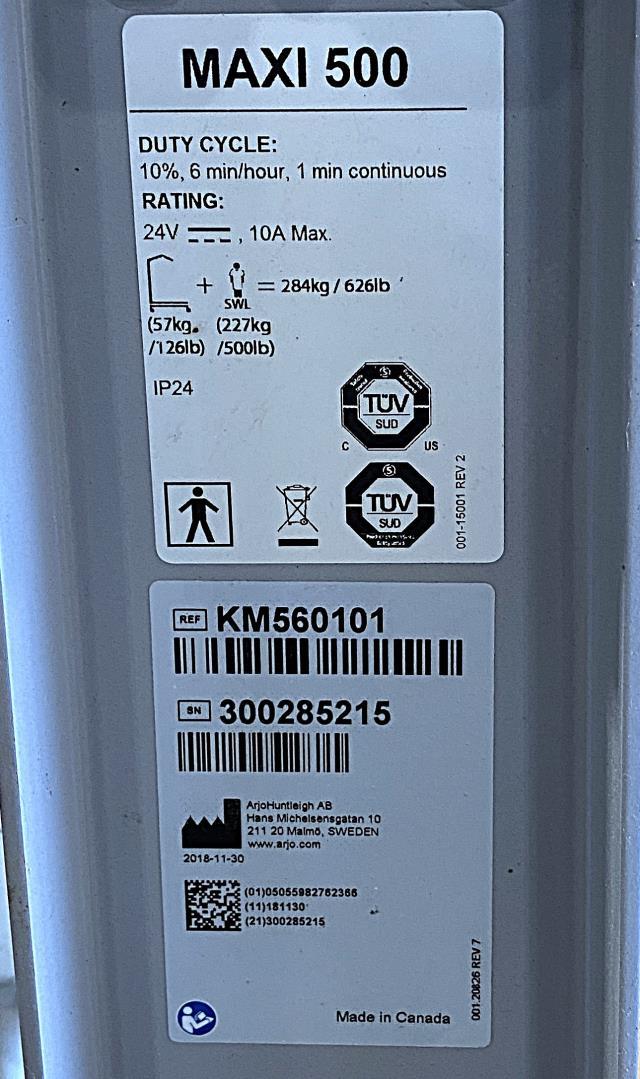 MAXI 500
DUTY CYCLE:
10%, 6 min/hour, 1 min continuous
RATING:
24V , 10A Max.
+ SWL = 284kg / 626lb
(57kg. (227kg
/126lb) /500lb)
IP24
TÜV
SUD
C US
TÜV
SUD
001-15001 REV 2
REF KM560101
SN 300285215
ArjoHuntleigh AB
Hans Michelsensgatan 10
211 20 Malmö, SWEDEN
www.arjo.com
2018-11-30
(01)05055982762366
(11)181130
(21)300285215
Made in Canada
001.20826 REV 7